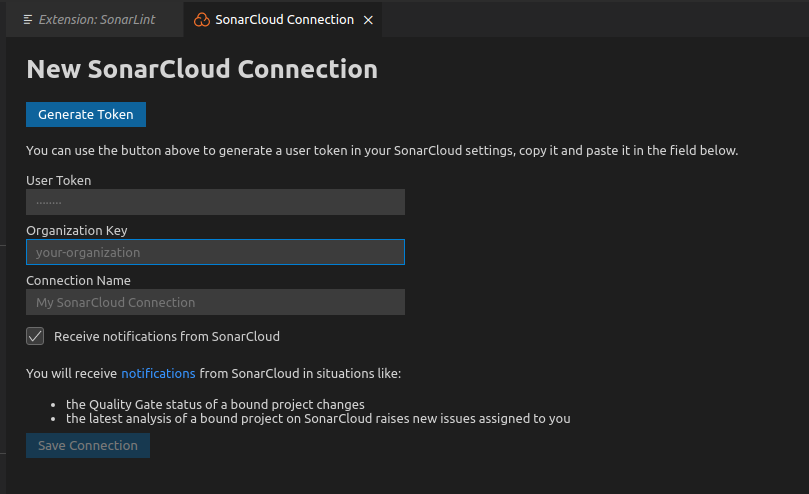 Extension: SonarLint
SonarCloud Connection
New SonarCloud Connection
Generate Token
You can use the button above to generate a user token in your SonarCloud settings, copy it and paste it in the field below.
User Token
········
Organization Key
your-organization
Connection Name
My SonarCloud Connection
Receive notifications from SonarCloud
You will receive notifications from SonarCloud in situations like:
• the Quality Gate status of a bound project changes
• the latest analysis of a bound project on SonarCloud raises new issues assigned to you
Save Connection